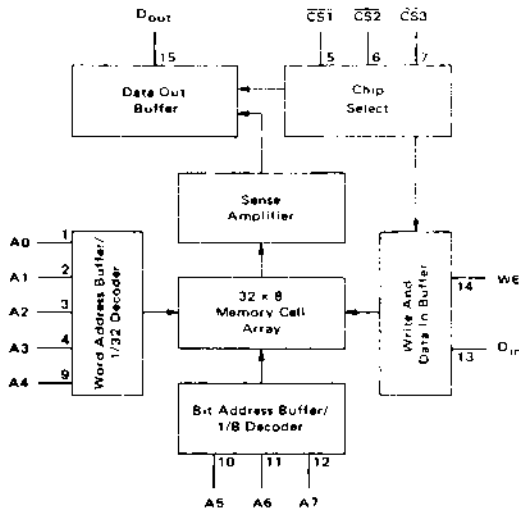 Dout
CS1 CS2 CS3
15 5 6 7
Data Out
Buffer
Chip
Select
Sense
Amplifier
A0 1
A1 2
A2 3
A3 4
A4 9
Word Address Buffer/
1/32 Decoder
32 × 8
Memory Cell
Array
Write And
Data In Buffer
14 WE
13 Din
Bit Address Buffer/
1/8 Decoder
10 11 12
A5 A6 A7